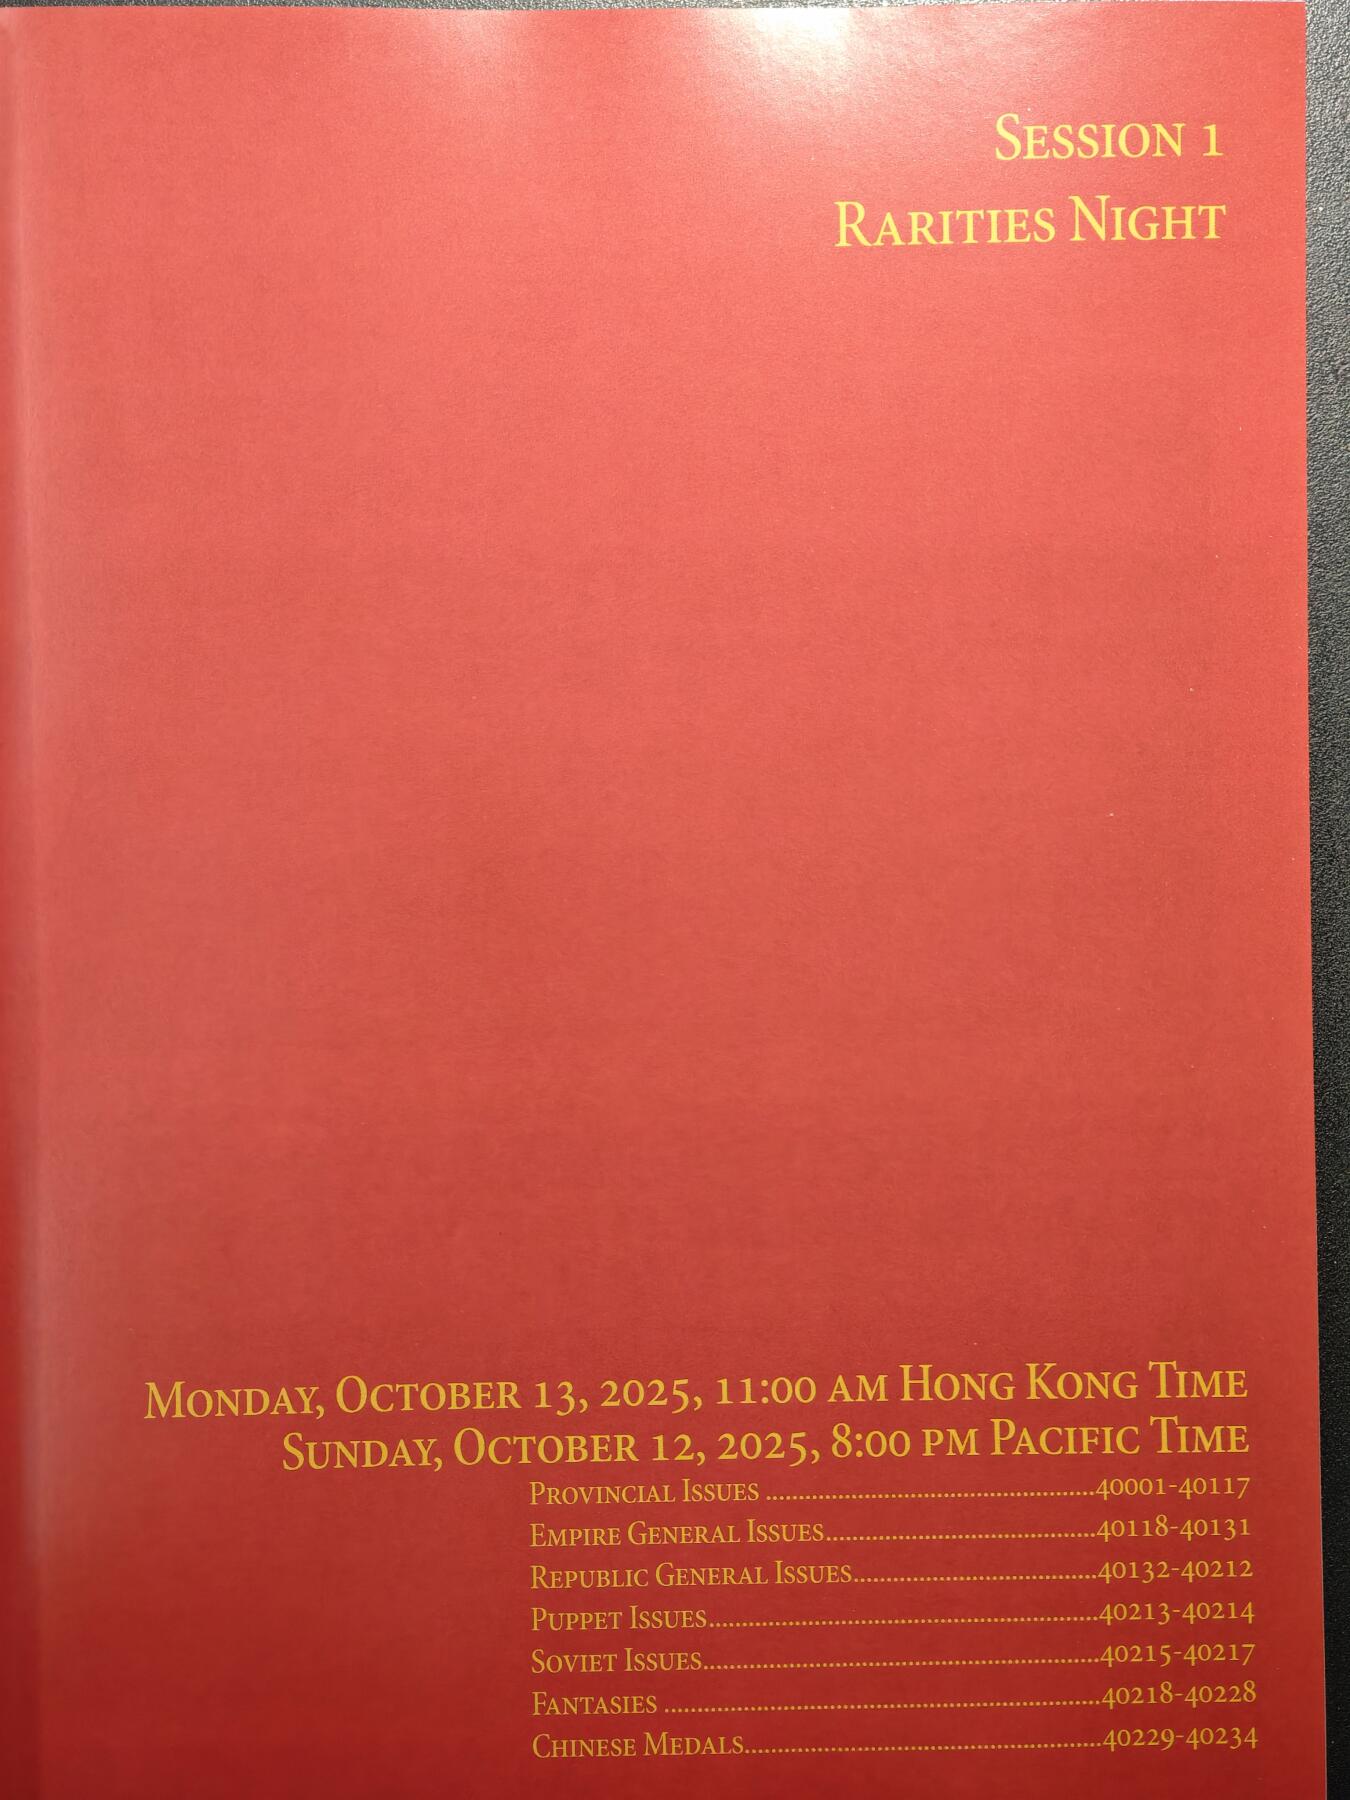 Session 1
Rarities Night
Monday, October 13, 2025, 11:00 am Hong Kong Time
Sunday, October 12, 2025, 8:00 pm Pacific Time
Provincial Issues ............................................................40001-40117
Empire General Issues.................................................40118-40131
Republic General Issues............................................40132-40212
Puppet Issues......................................................................40213-40214
Soviet Issues.......................................................................40215-40217
Fantasies ..............................................................................40218-40228
Chinese Medals................................................................40229-40234